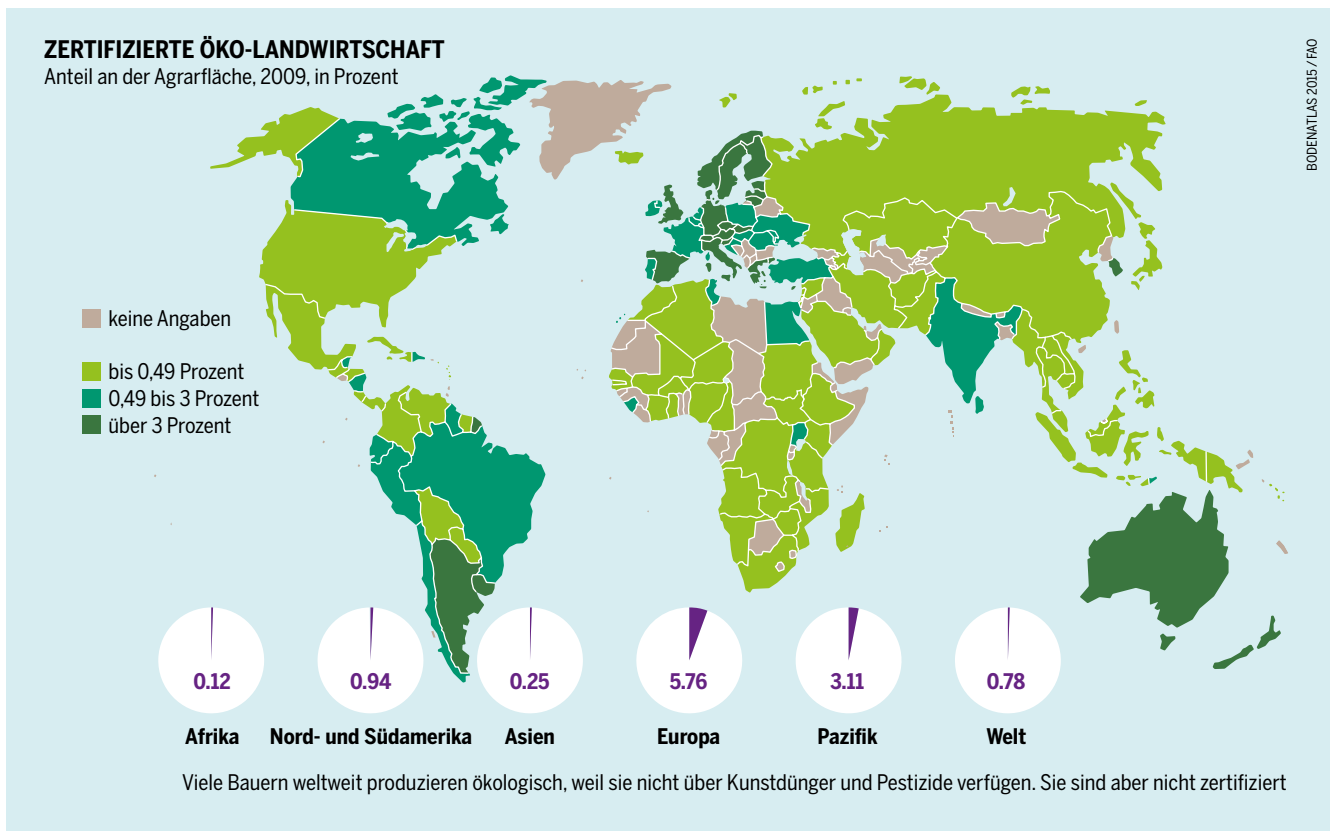 ZERTIFIZIERTE ÖKO-LANDWIRTSCHAFT
Anteil an der Agrarfläche, 2009, in Prozent
BODENATLAS 2015 / FAO
keine Angaben
bis 0,49 Prozent
0,49 bis 3 Prozent
über 3 Prozent
0.12
0.94
0.25
5.76
3.11
0.78
Afrika
Nord- und Südamerika
Asien
Europa
Pazifik
Welt
Viele Bauern weltweit produzieren ökologisch, weil sie nicht über Kunstdünger und Pestizide verfügen. Sie sind aber nicht zertifiziert